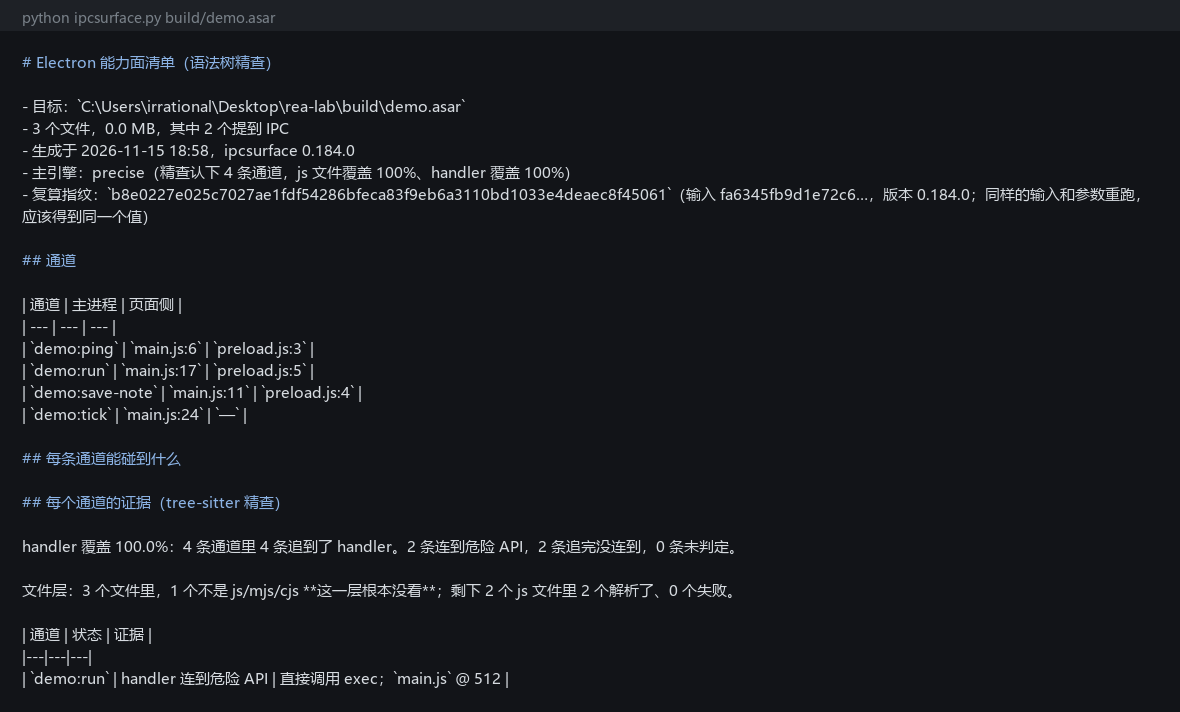 python ipcsurface.py build/demo.asar
# Electron 能力面清单（语法树精查）
- 目标：`C:\Users\irrational\Desktop\rea-lab\build\demo.asar`
- 3 个文件，0.0 MB，其中 2 个提到 IPC
- 生成于 2026-11-15 18:58，ipcsurface 0.184.0
- 主引擎：precise（精查认下 4 条通道，js 文件覆盖 100%、handler 覆盖 100%）
- 复算指纹：`b8e0227e025c7027ae1fdf54286bfeca83f9eb6a3110bd1033e4deaec8f45061`（输入 fa6345fb9d1e72c6…，版本 0.184.0；同样的输入和参数重跑，
应该得到同一个值）
## 通道
| 通道 | 主进程 | 页面侧 |
| --- | --- | --- |
| `demo:ping` | `main.js:6` | `preload.js:3` |
| `demo:run` | `main.js:17` | `preload.js:5` |
| `demo:save-note` | `main.js:11` | `preload.js:4` |
| `demo:tick` | `main.js:24` | `—` |
## 每条通道能碰到什么
## 每个通道的证据（tree-sitter 精查）
handler 覆盖 100.0%：4 条通道里 4 条追到了 handler。2 条连到危险 API，2 条追完没连到，0 条未判定。
文件层：3 个文件里，1 个不是 js/mjs/cjs **这一层根本没看**；剩下 2 个 js 文件里 2 个解析了、0 个失败。
| 通道 | 状态 | 证据 |
|---|---|---|
| `demo:run` | handler 连到危险 API | 直接调用 exec；`main.js` @ 512 |